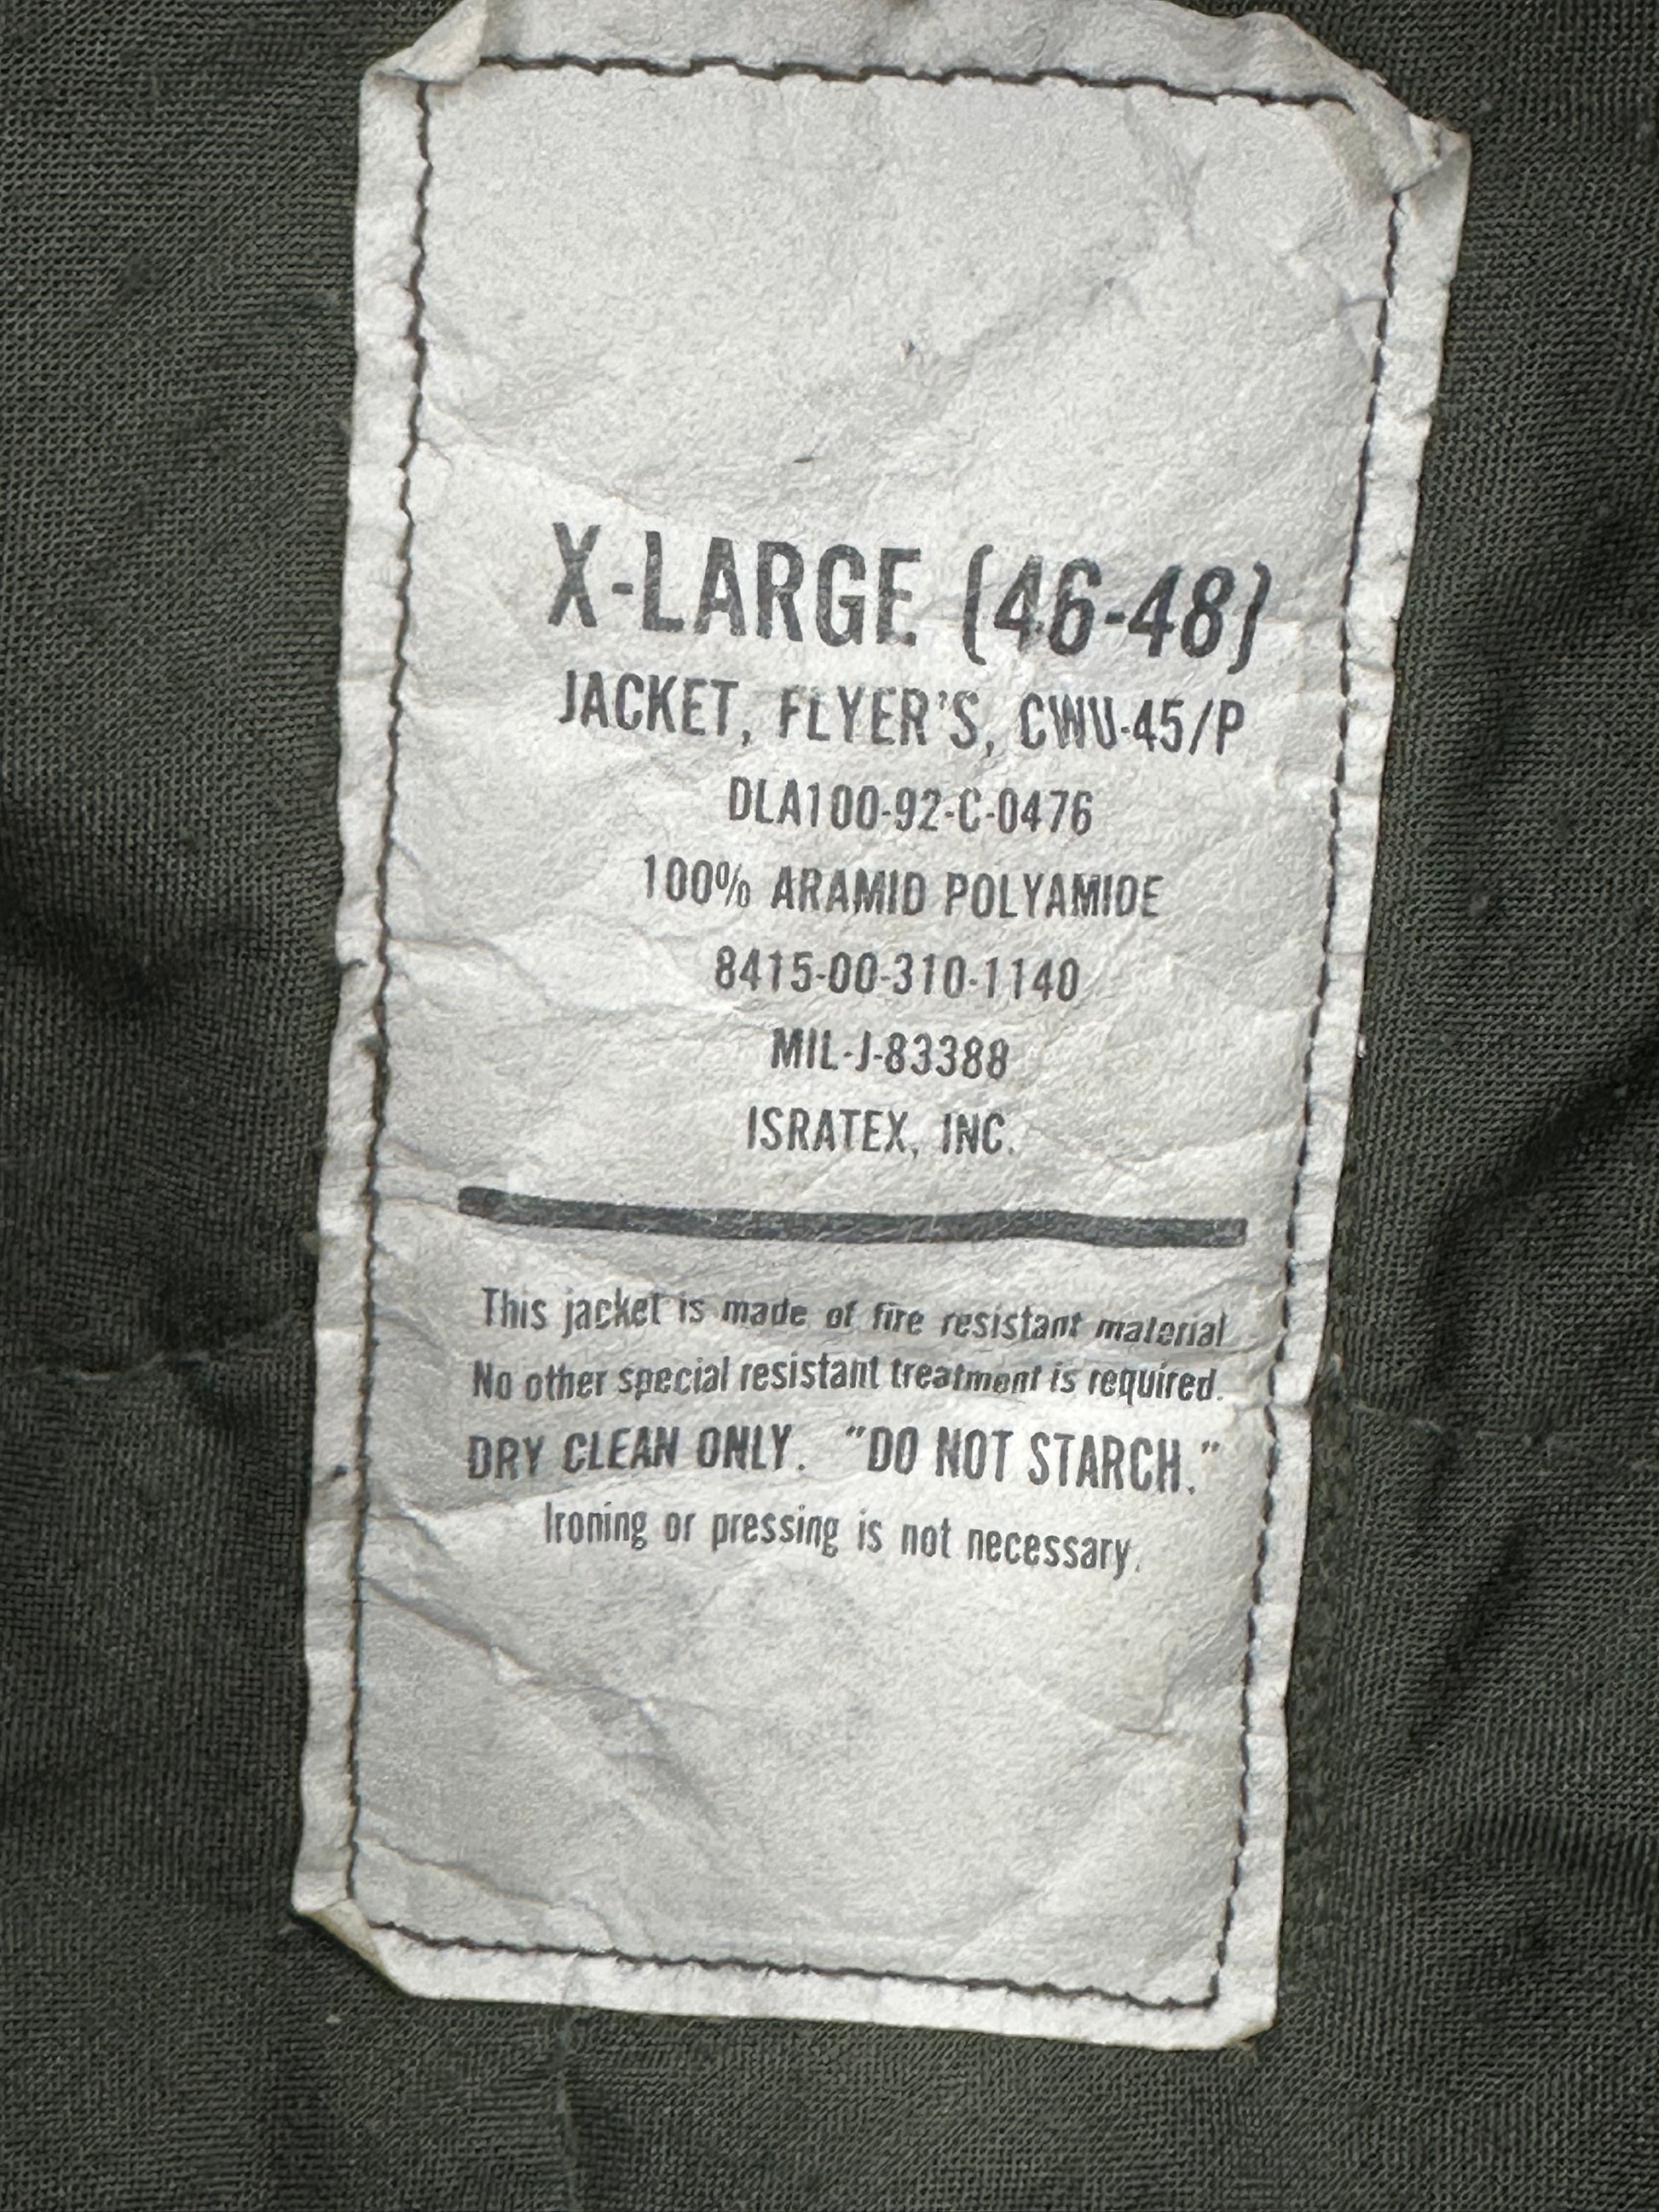 X-LARGE (46-48)
JACKET, FLYER'S, CWU-45/P
DLA100-92-C-0476
100% ARAMID POLYAMIDE
8415-00-310-1140
MIL-J-83388
ISRATEX, INC.
This jacket is made of fire resistant material
No other special resistant treatment is required.
DRY CLEAN ONLY. "DO NOT STARCH."
Ironing or pressing is not necessary.